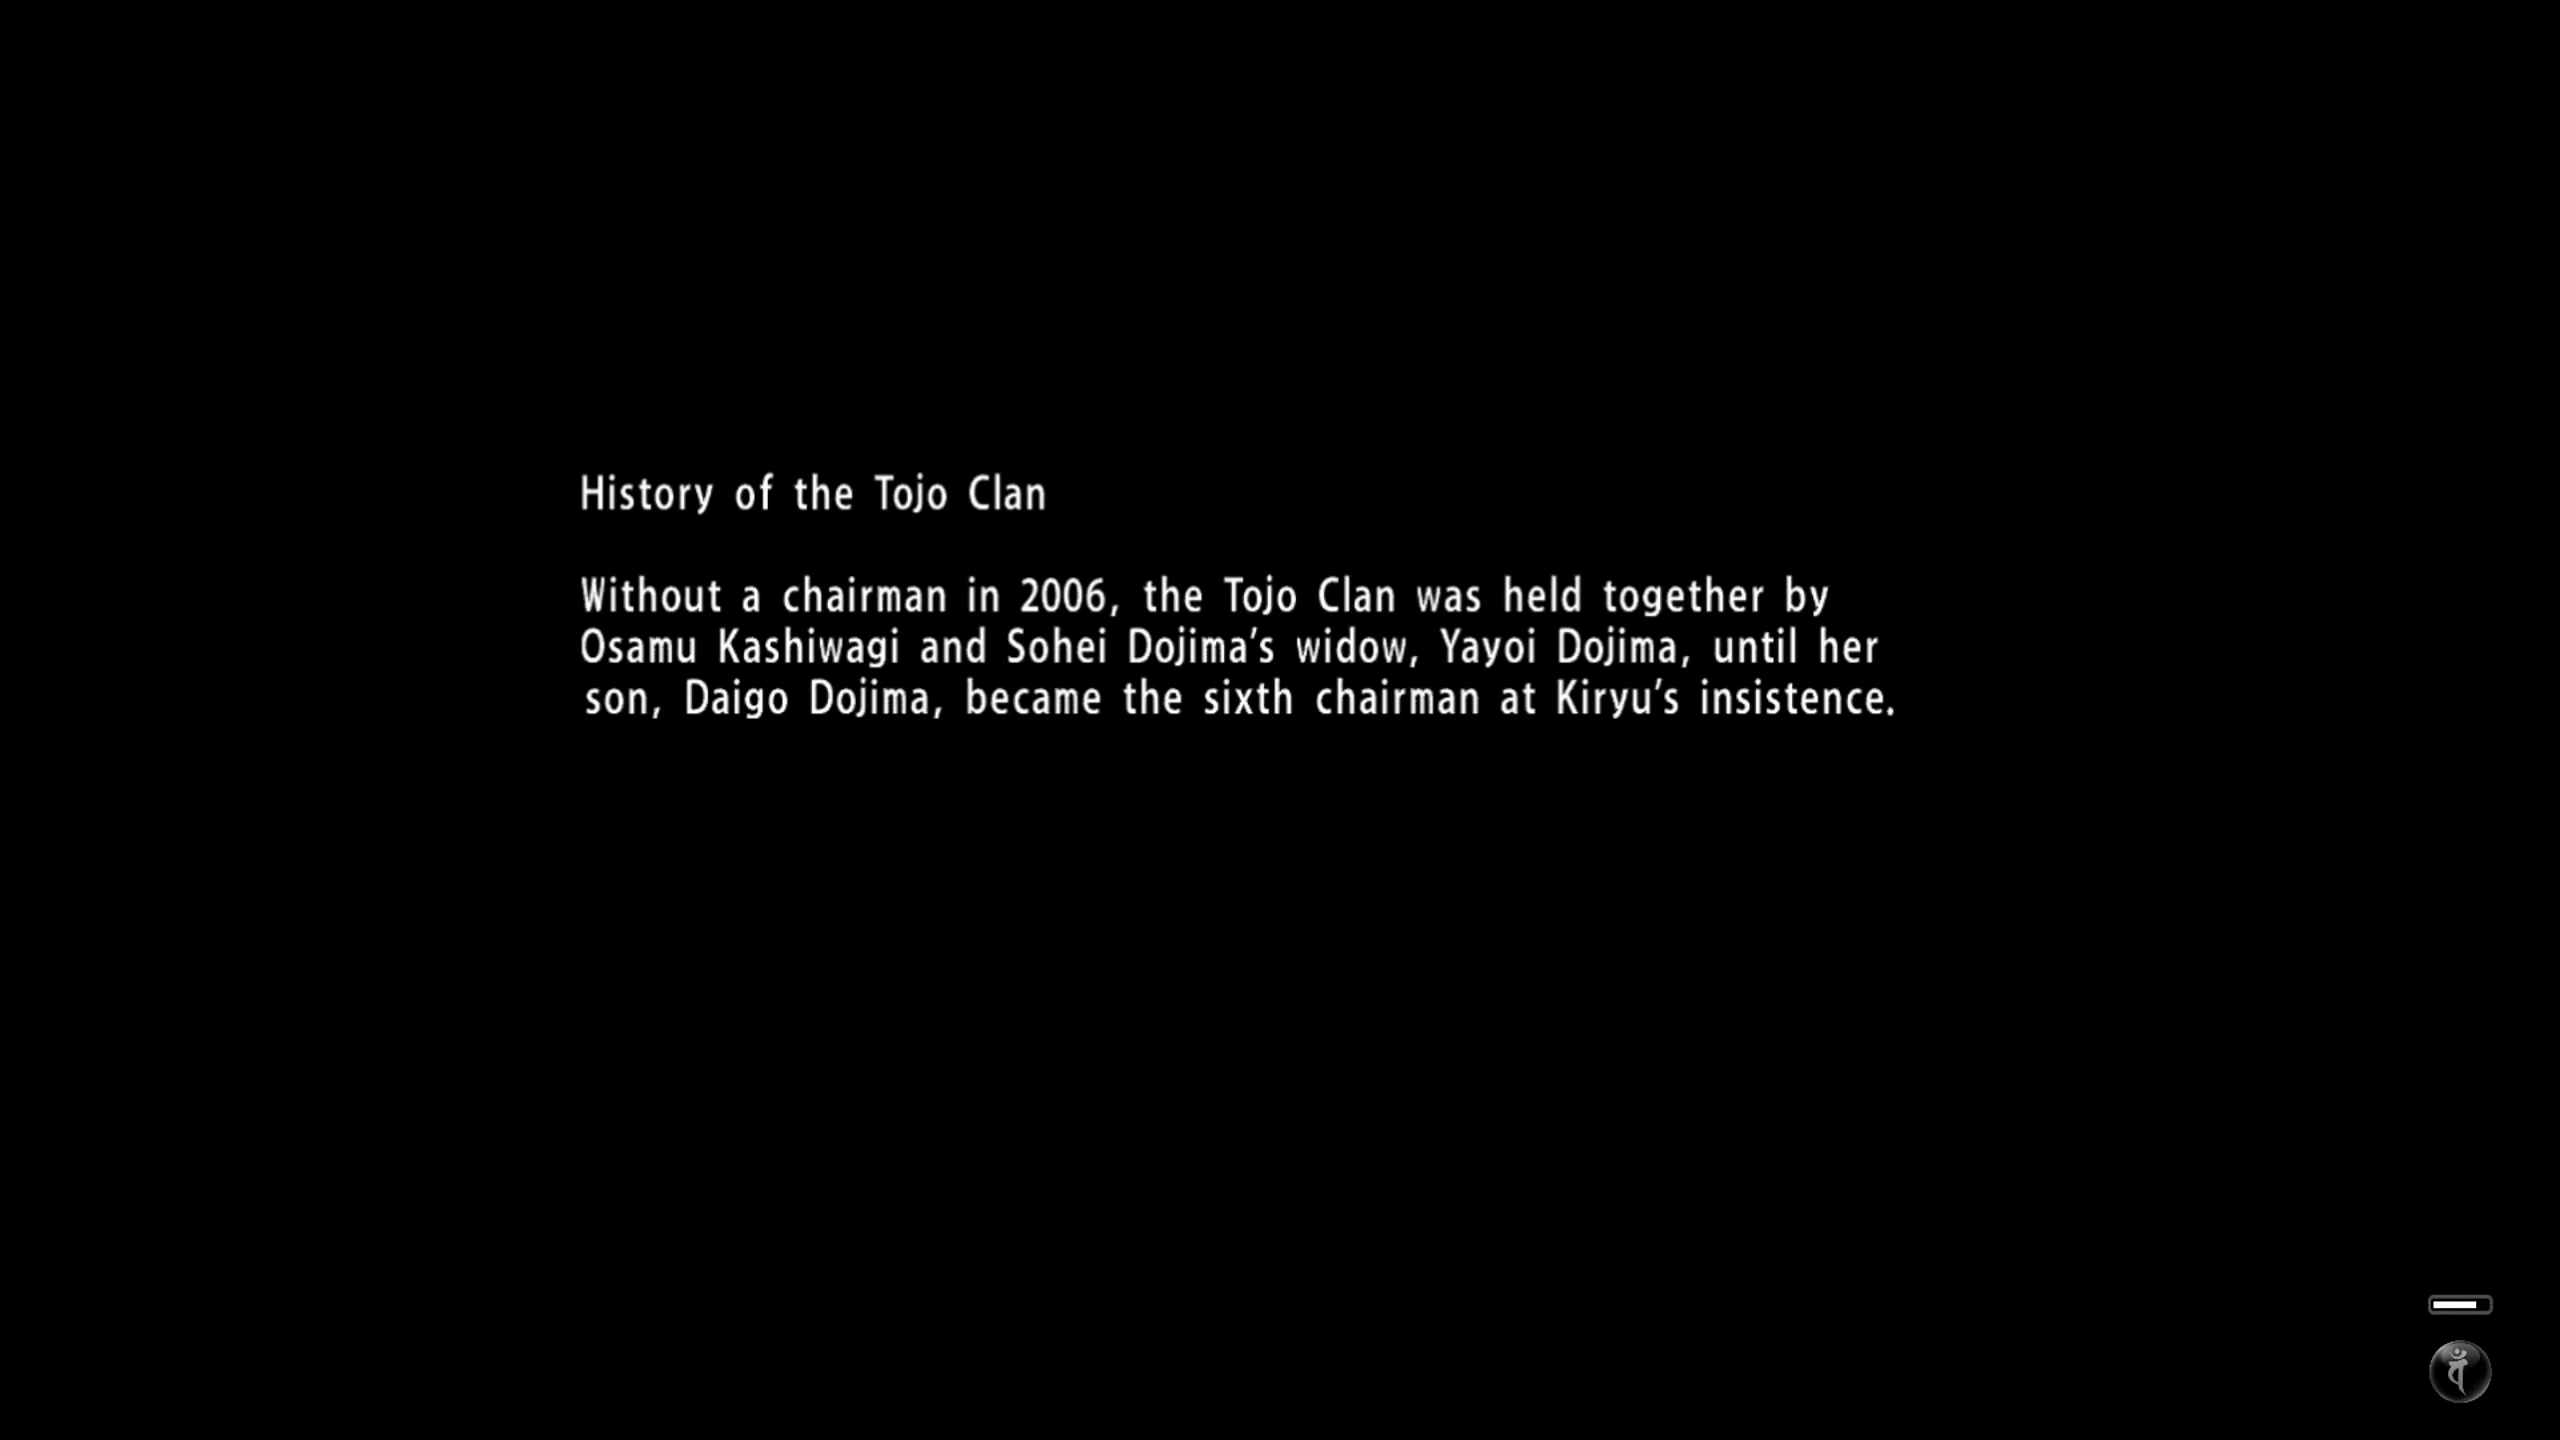 History of the Tojo Clan
Without a chairman in 2006, the Tojo Clan was held together by
Osamu Kashiwagi and Sohei Dojima's widow, Yayoi Dojima, until her
son, Daigo Dojima, became the sixth chairman at Kiryu's insistence.